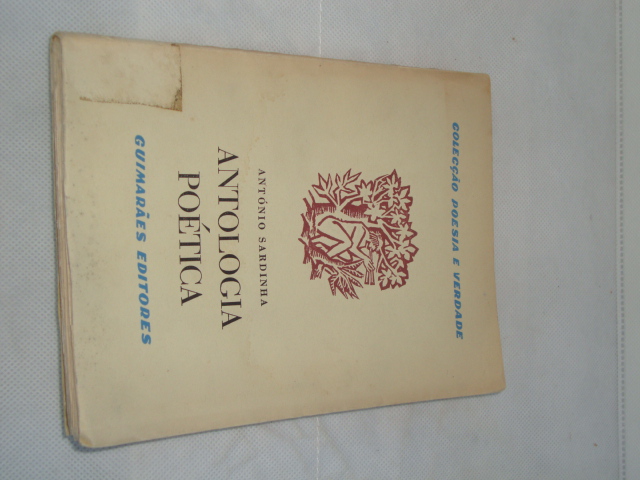 COLECÇÃO POESIA E VERDADE
ANTÓNIO SARDINHA
ANTOLOGIA
POÉTICA
GUIMARÃES EDITORES